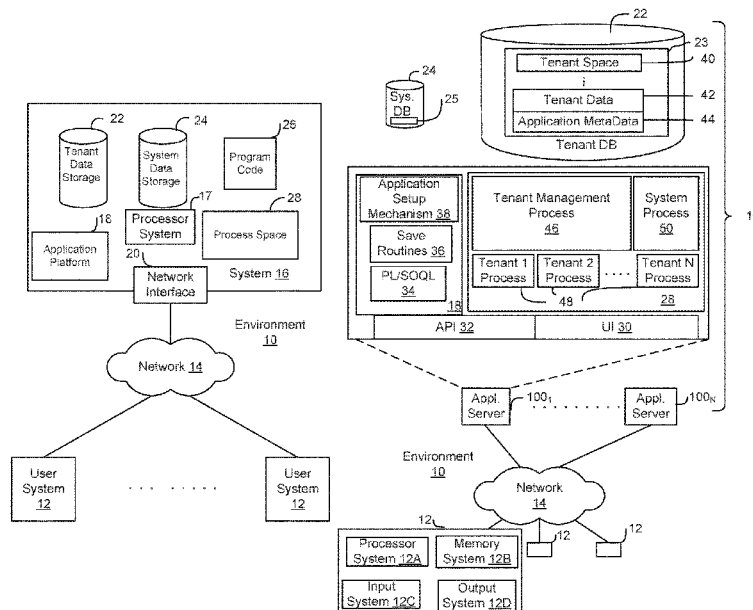 22
24
26
Tenant
Data
Storage
System
Data
Storage
Program
Code
17
28
18
Processor
System
Process Space
Application
Platform
20
System 16
Network
Interface
Environment
10
Network 14
User
System
12
. . . . . .
User
System
12
22
23
24
Sys.
DB
25
Tenant Space
40
Tenant Data
42
Application MetaData
44
Tenant DB
Application
Setup
Mechanism 38
Tenant Management
Process
46
System
Process
50
Save
Routines 36
PL/SOQL
34
Tenant 1
Process
Tenant 2
Process
Tenant N
Process
48
18
28
API 32
UI 30
1
Appl.
Server
100₁
Appl.
Server
100N
Environment
10
Network
14
12
12
12
Processor
System 12A
Memory
System 12B
Input
System 12C
Output
System 12D